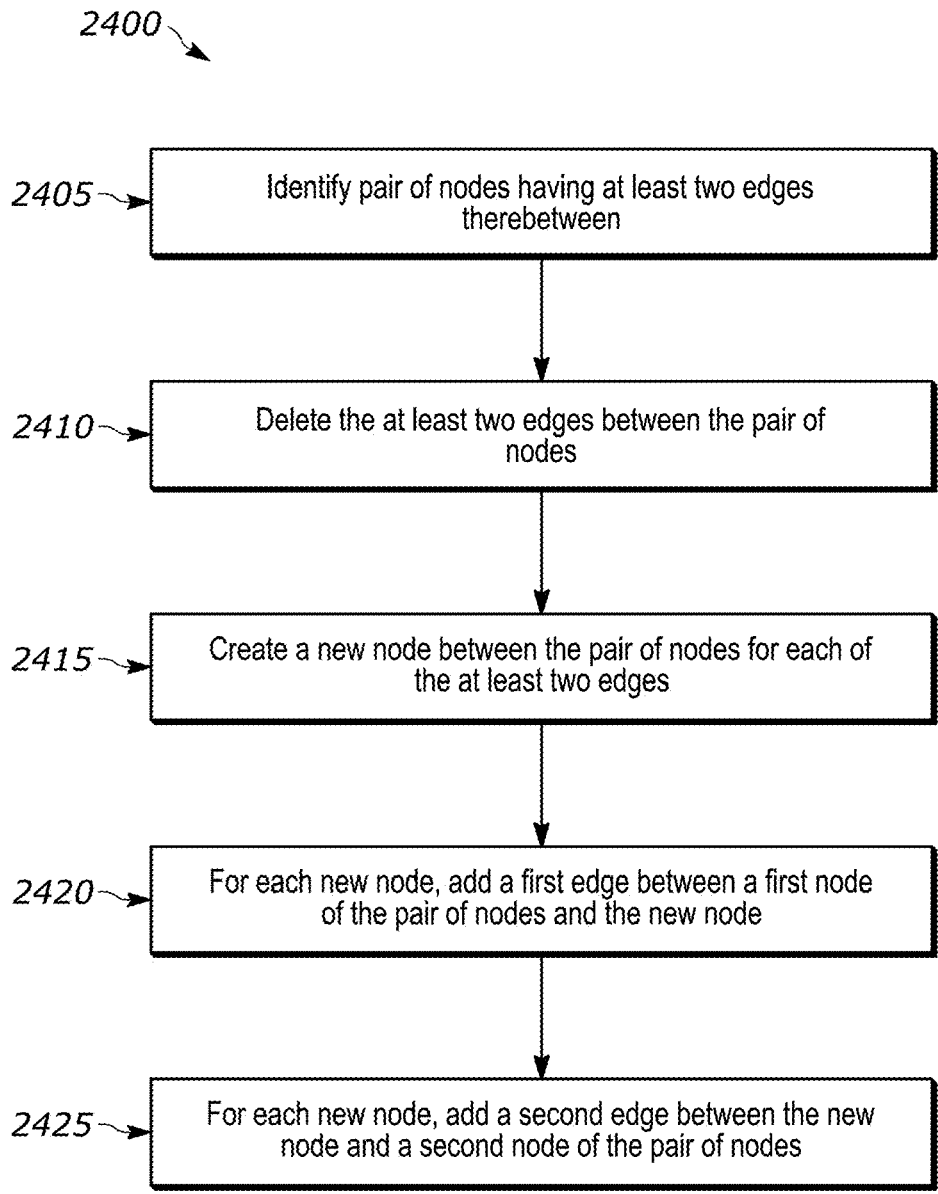 2400
2405
Identify pair of nodes having at least two edges
therebetween
2410
Delete the at least two edges between the pair of
nodes
2415
Create a new node between the pair of nodes for each of
the at least two edges
2420
For each new node, add a first edge between a first node
of the pair of nodes and the new node
2425
For each new node, add a second edge between the new
node and a second node of the pair of nodes